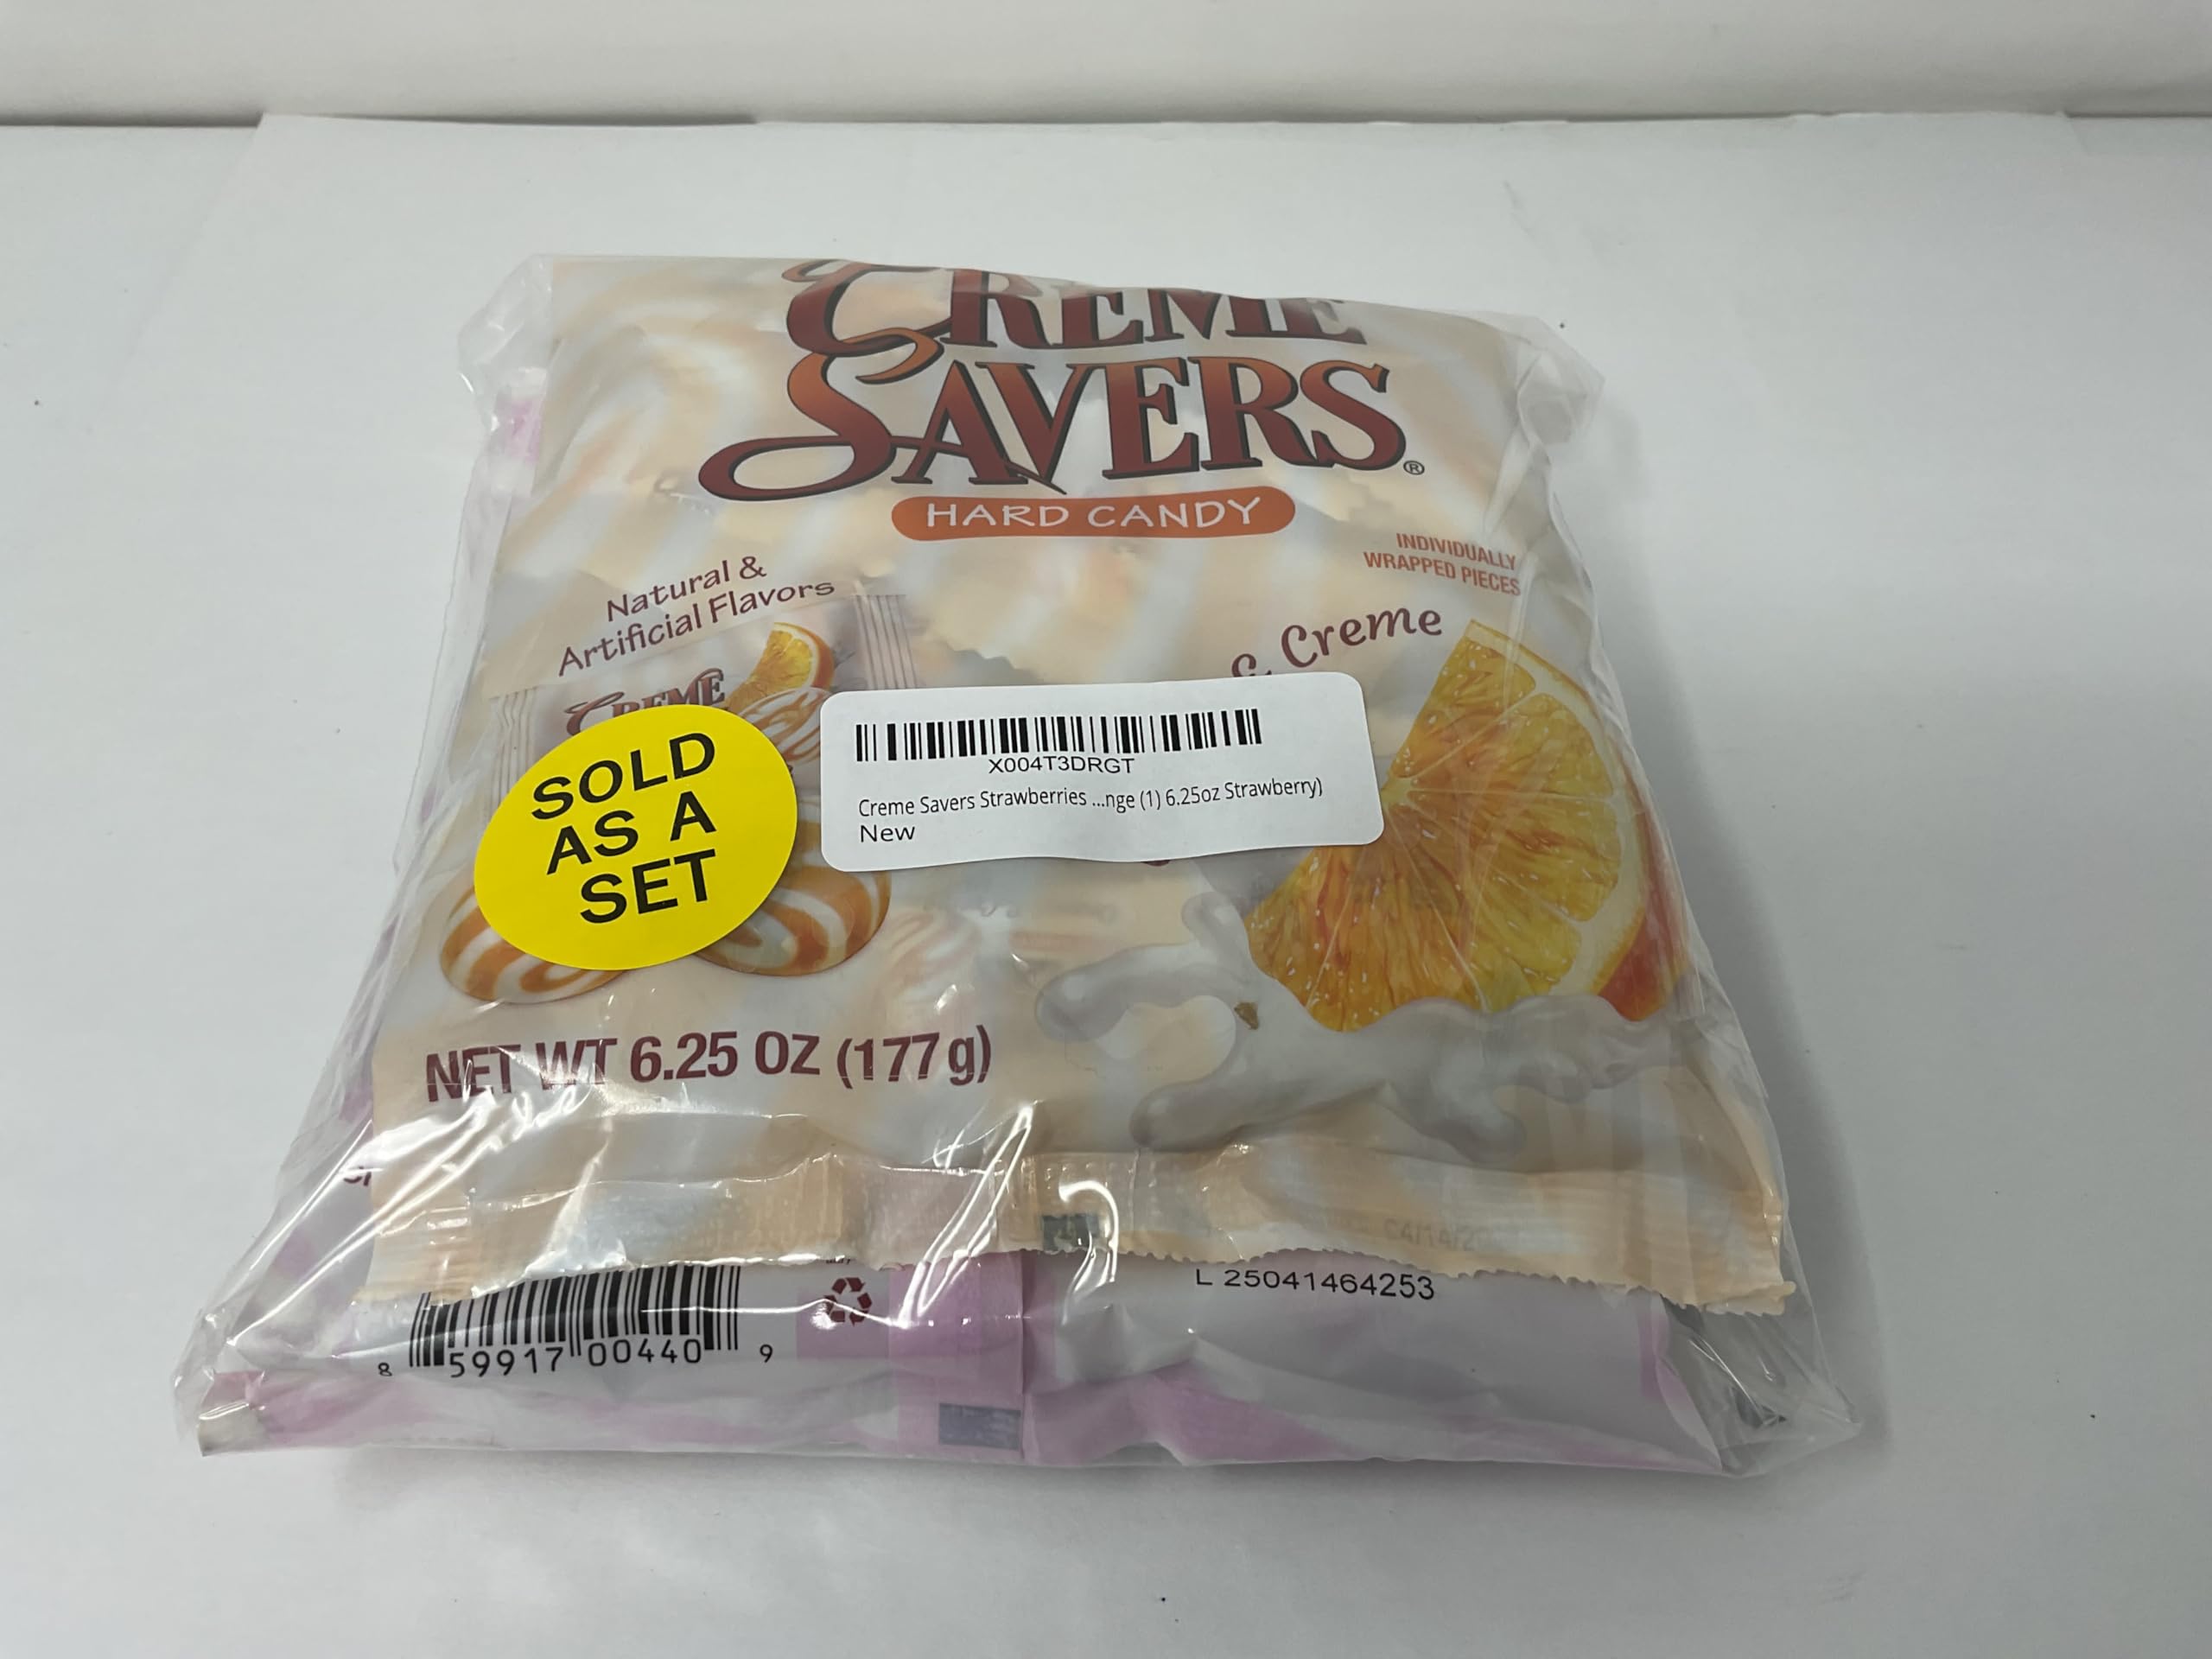 CREME
SAVERS®
HARD CANDY
INDIVIDUALLY
WRAPPED PIECES
Natural &
Artificial Flavors
& Creme
CREME
SOLD
AS A
SET
X004T3DRGT
Creme Savers Strawberries ...nge (1) 6.25oz Strawberry)
New
NET WT 6.25 OZ (177g)
L 25041464253
8 59917 00440 9